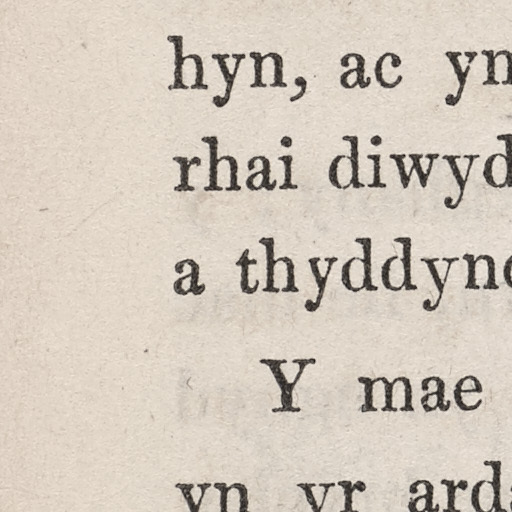 hyn, ac yn
rhai diwyd
a thyddyn
Y mae
yn yr ard